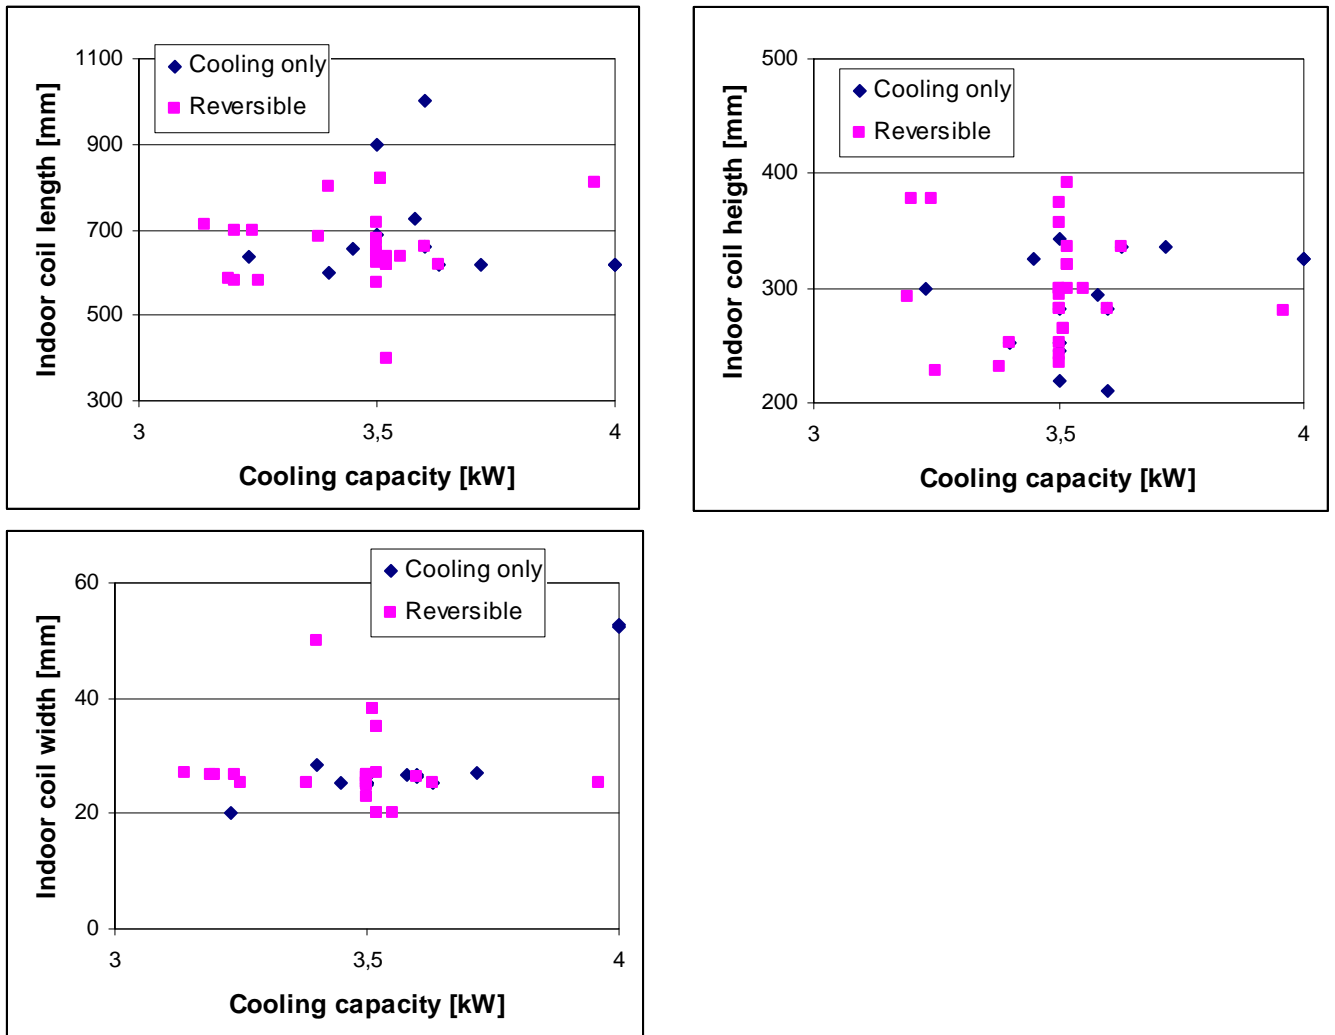 Indoor coil length [mm]
1100
900
700
500
300
Cooling only
Reversible
3
3,5
4
Cooling capacity [kW]
Indoor coil heigth [mm]
500
400
300
200
Cooling only
Reversible
3
3,5
4
Cooling capacity [kW]
Indoor coil width [mm]
60
40
20
0
Cooling only
Reversible
3
3,5
4
Cooling capacity [kW]